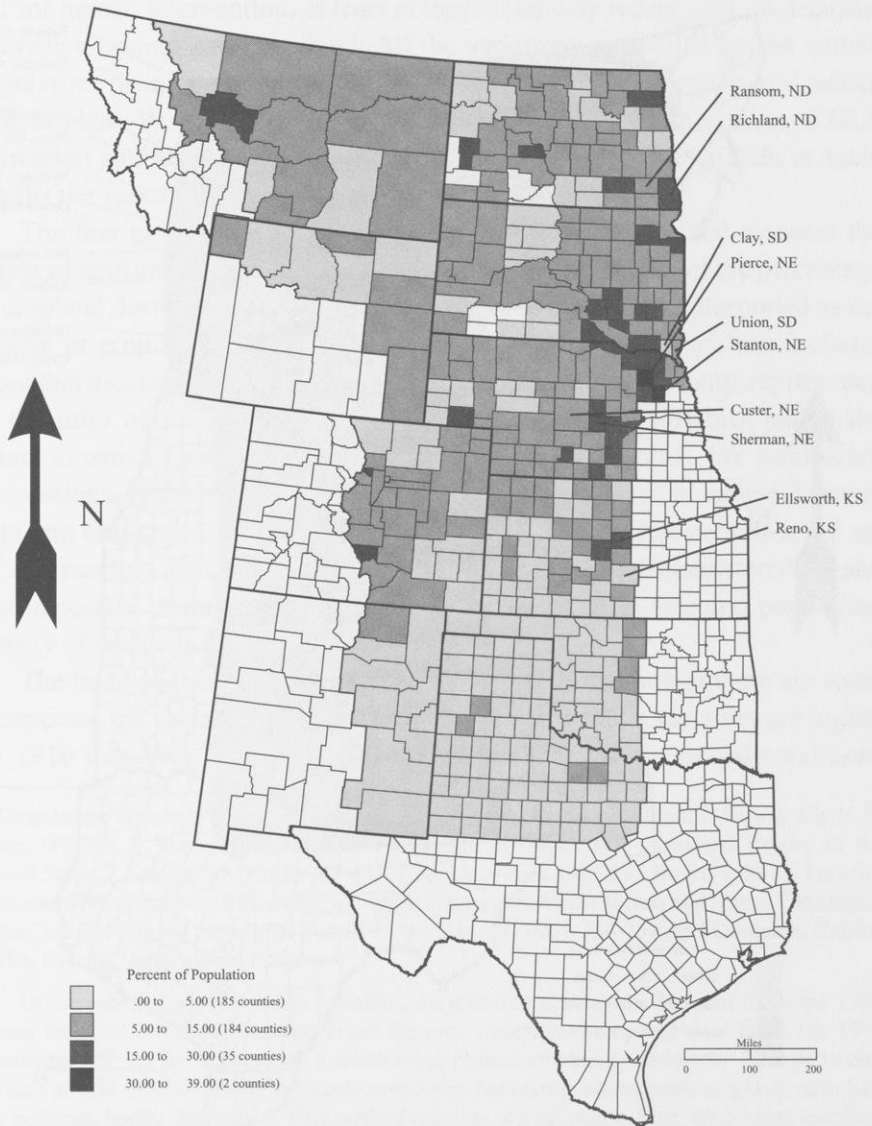 Ransom, ND
Richland, ND
Clay, SD
Pierce, NE
Union, SD
Stanton, NE
Custer, NE
Sherman, NE
Ellsworth, KS
Reno, KS
N
Percent of Population
.00 to 5.00 (185 counties)
5.00 to 15.00 (184 counties)
15.00 to 30.00 (35 counties)
30.00 to 39.00 (2 counties)
Miles
0 100 200